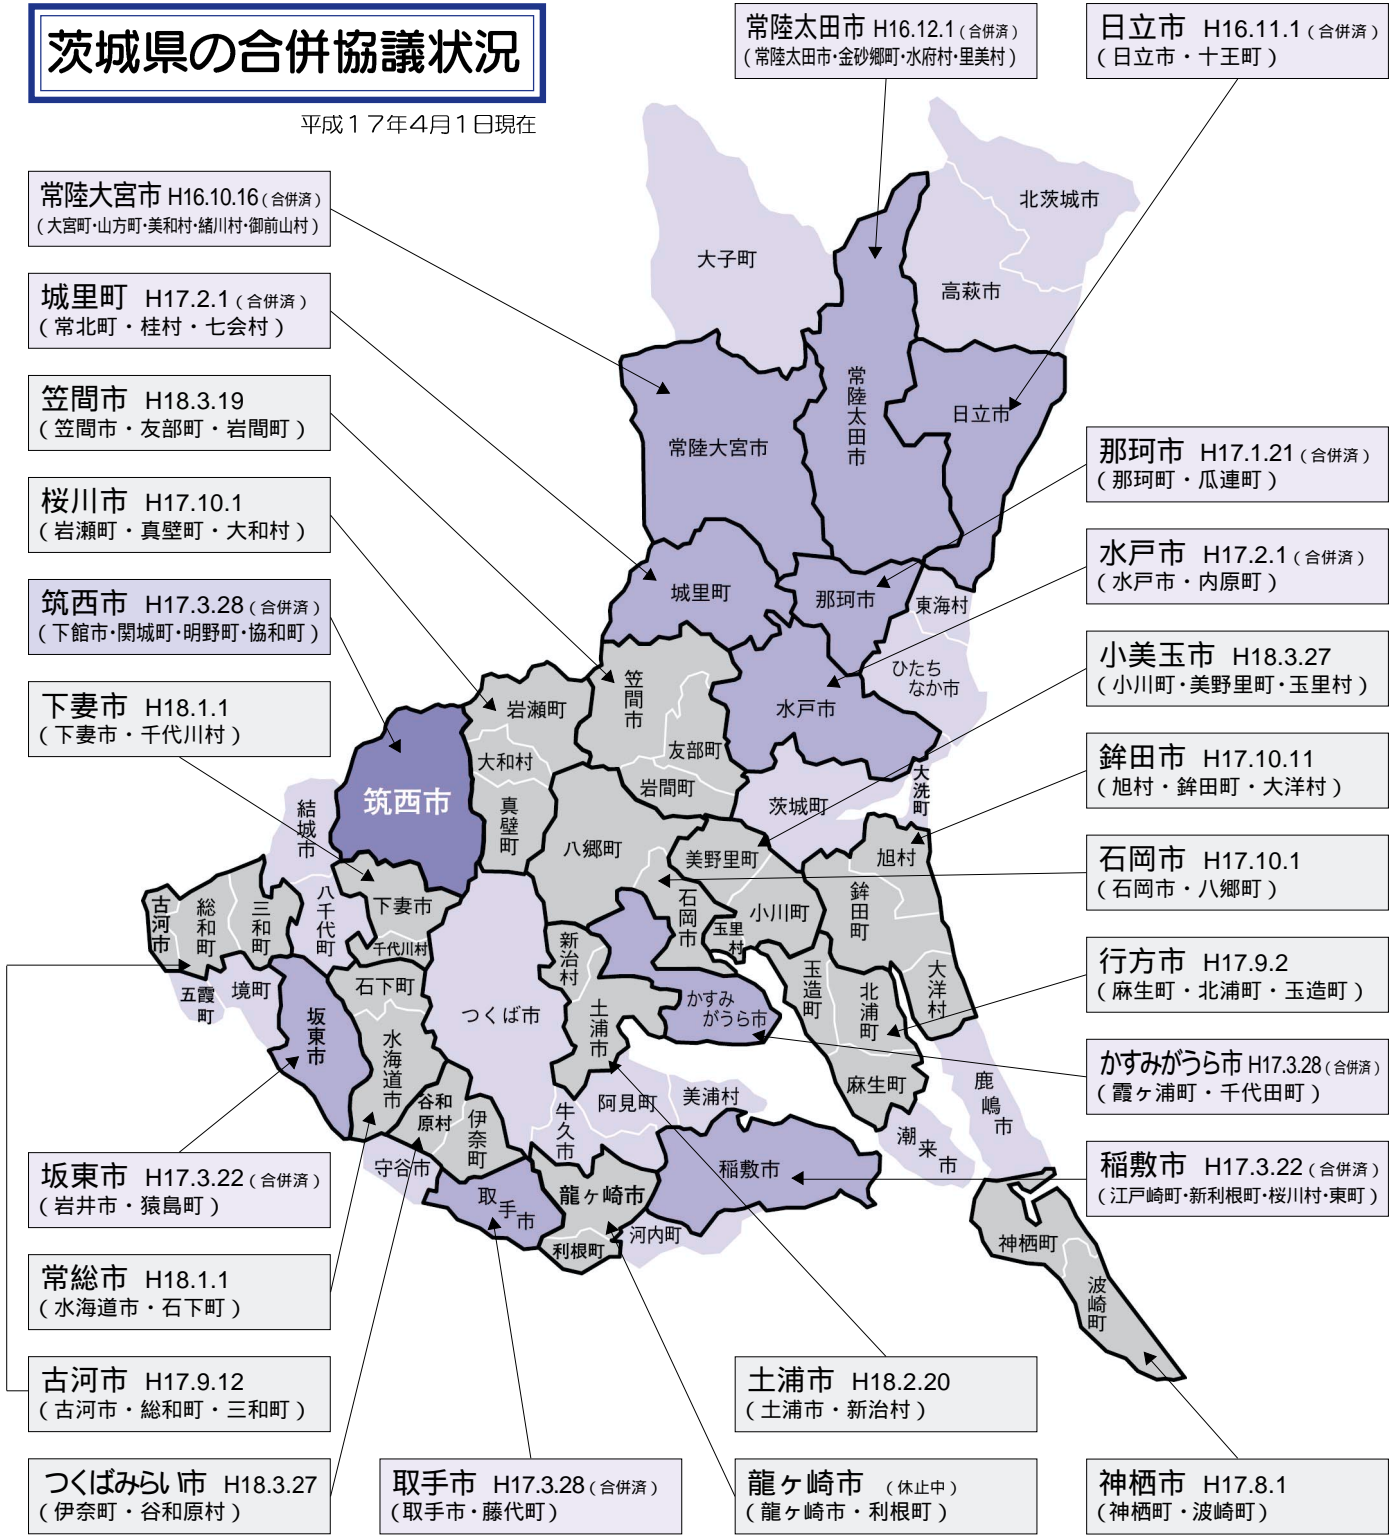 茨城県の合併協議状況
平成17年4月1日現在
常陸太田市 H16.12.1(合併済)
(常陸太田市・金砂郷町・水府村・里美村)
日立市 H16.11.1(合併済)
(日立市・十王町)
常陸大宮市 H16.10.16(合併済)
(大宮町・山方町・美和村・緒川村・御前山村)
城里町 H17.2.1(合併済)
(常北町・桂村・七会村)
笠間市 H18.3.19
(笠間市・友部町・岩間町)
桜川市 H17.10.1
(岩瀬町・真壁町・大和村)
筑西市 H17.3.28(合併済)
(下館市・関城町・明野町・協和町)
下妻市 H18.1.1
(下妻市・千代川村)
那珂市 H17.1.21(合併済)
(那珂町・瓜連町)
水戸市 H17.2.1(合併済)
(水戸市・内原町)
小美玉市 H18.3.27
(小川町・美野里町・玉里村)
鉾田市 H17.10.11
(旭村・鉾田町・大洋村)
石岡市 H17.10.1
(石岡市・八郷町)
行方市 H17.9.2
(麻生町・北浦町・玉造町)
かすみがうら市 H17.3.28(合併済)
(霞ヶ浦町・千代田町)
稲敷市 H17.3.22(合併済)
(江戸崎町・新利根町・桜川村・東町)
坂東市 H17.3.22(合併済)
(岩井市・猿島町)
常総市 H18.1.1
(水海道市・石下町)
古河市 H17.9.12
(古河市・総和町・三和町)
つくばみらい市 H18.3.27
(伊奈町・谷和原村)
取手市 H17.3.28(合併済)
(取手市・藤代町)
土浦市 H18.2.20
(土浦市・新治村)
龍ヶ崎市 (休止中)
(龍ヶ崎市・利根町)
神栖市 H17.8.1
(神栖町・波崎町)
北茨城市
大子町
高萩市
常陸太田市
日立市
常陸大宮市
城里町
那珂市
東海村
ひたち
なか市
笠間市
水戸市
岩瀬町
友部町
大和村
岩間町
大洗町
茨城町
筑西市
結城市
真壁町
八郷町
美野里町
旭村
鉾田町
古河市
総和町
三和町
八千代町
下妻市
千代川村
石岡市
小川町
玉里村
新治村
五霞町
境町
石下町
坂東市
つくば市
かすみ
がうら市
土浦市
玉造町
北浦町
大洋村
水海道市
麻生町
谷和
原村
伊奈町
牛久市
阿見町
美浦村
鹿嶋市
潮来市
守谷市
取手市
龍ヶ崎市
稲敷市
利根町
河内町
神栖町
波崎町